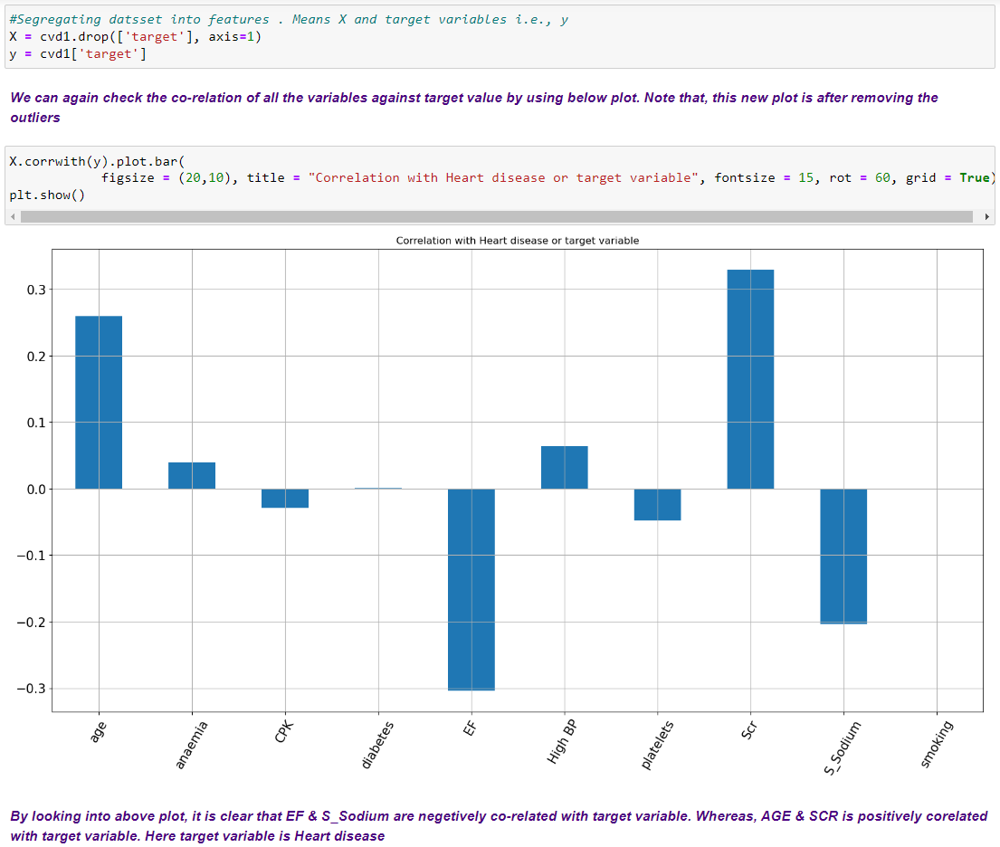 #Segregating datsset into features . Means X and target variables i.e., y
X = cvd1.drop(['target'], axis=1)
y = cvd1['target']
We can again check the co-relation of all the variables against target value by using below plot. Note that, this new plot is after removing the
outliers
X.corrwith(y).plot.bar(
figsize = (20,10), title = "Correlation with Heart disease or target variable", fontsize = 15, rot = 60, grid = True)
plt.show()
Correlation with Heart disease or target variable
0.3
0.2
0.1
0.0
−0.1
−0.2
−0.3
age
anaemia
CPK
diabetes
EF
High BP
platelets
Scr
S_Sodium
smoking
By looking into above plot, it is clear that EF & S_Sodium are negetively co-related with target variable. Whereas, AGE & SCR is positively corelated
with target variable. Here target variable is Heart disease